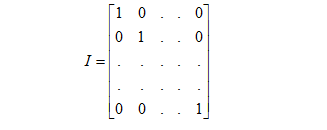 1 0 . . 0
0 1 . . 0
I = . . . . .
. . . . .
0 0 . . 1